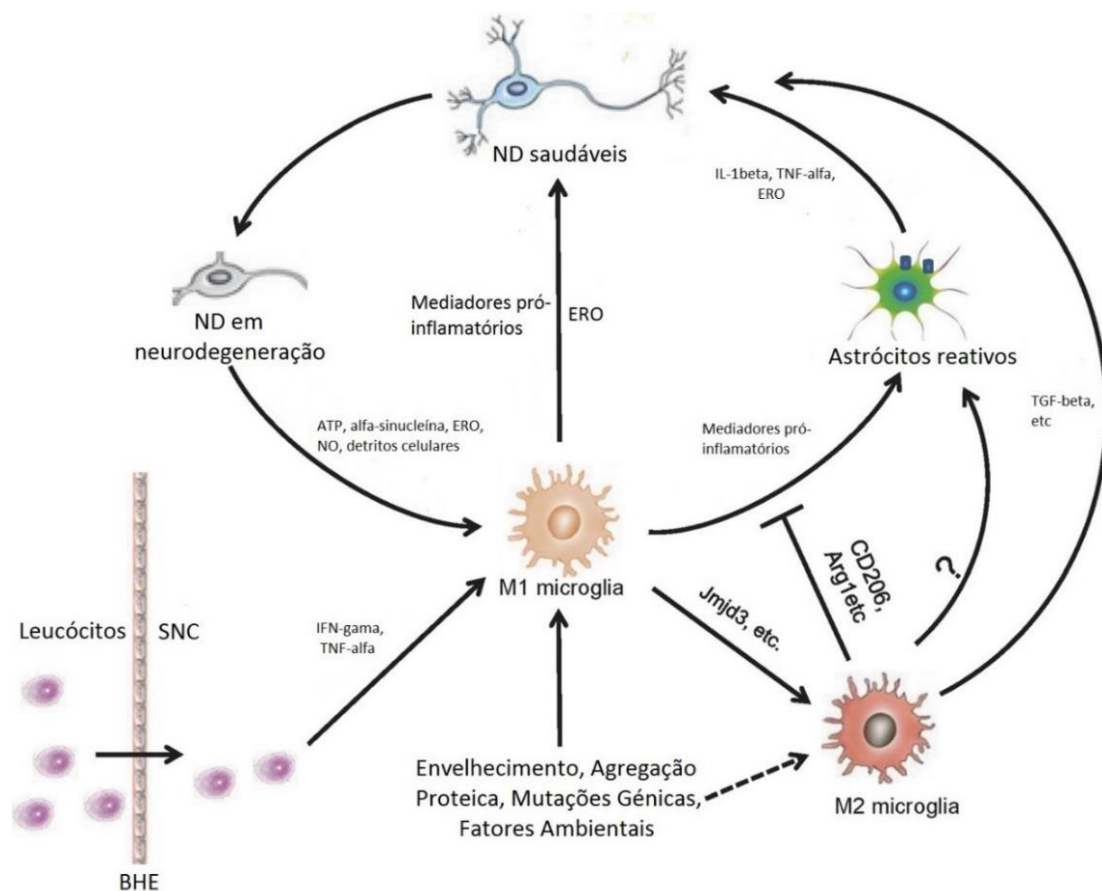 ND saudáveis
IL-1beta, TNF-alfa,
ERO
ND em
neurodegeneração
Mediadores pró-
inflamatórios
ERO
Astrócitos reativos
ATP, alfa-sinucleína, ERO,
NO, detritos celulares
Mediadores pró-
inflamatórios
TGF-beta,
etc
M1 microglia
CD206,
Arg1etc
?
Jmjd3, etc.
Leucócitos
SNC
IFN-gama,
TNF-alfa
Envelhecimento, Agregação
Proteica, Mutações Génicas,
Fatores Ambientais
M2 microglia
BHE